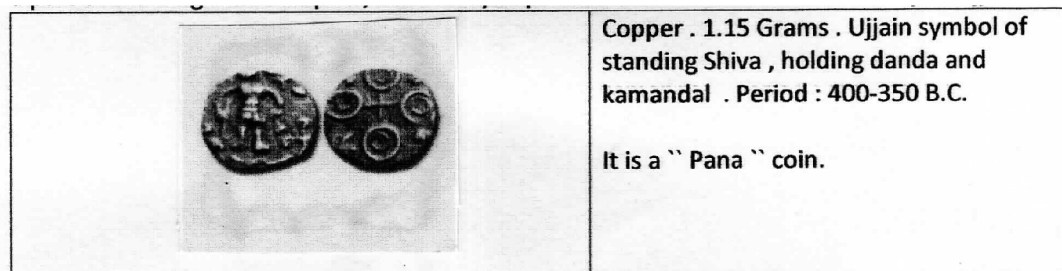 Copper . 1.15 Grams . Ujjain symbol of
standing Shiva , holding danda and
kamandal . Period : 400-350 B.C.
It is a `` Pana `` coin.